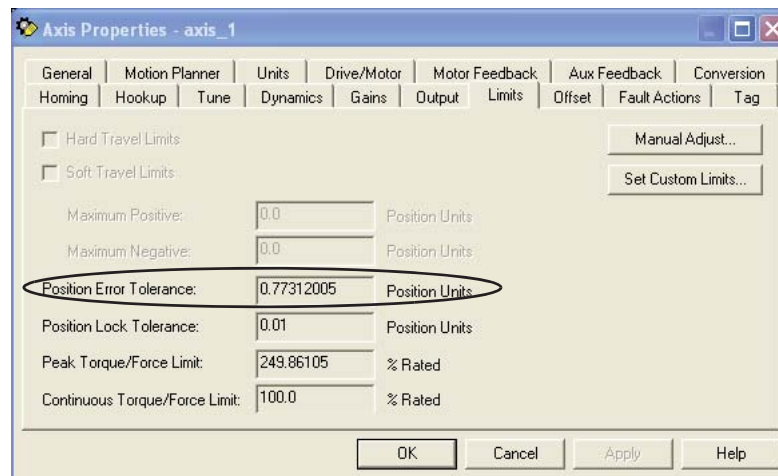 Axis Properties - axis_1
General Motion Planner Units Drive/Motor Motor Feedback Aux Feedback Conversion
Homing Hookup Tune Dynamics Gains Output Limits Offset Fault Actions Tag
Hard Travel Limits
Manual Adjust...
Soft Travel Limits
Set Custom Limits...
Maximum Positive: 0.0 Position Units
Maximum Negative: 0.0 Position Units
Position Error Tolerance: 0.77312005 Position Units
Position Lock Tolerance: 0.01 Position Units
Peak Torque/Force Limit: 249.86105 % Rated
Continuous Torque/Force Limit: 100.0 % Rated
OK Cancel Apply Help